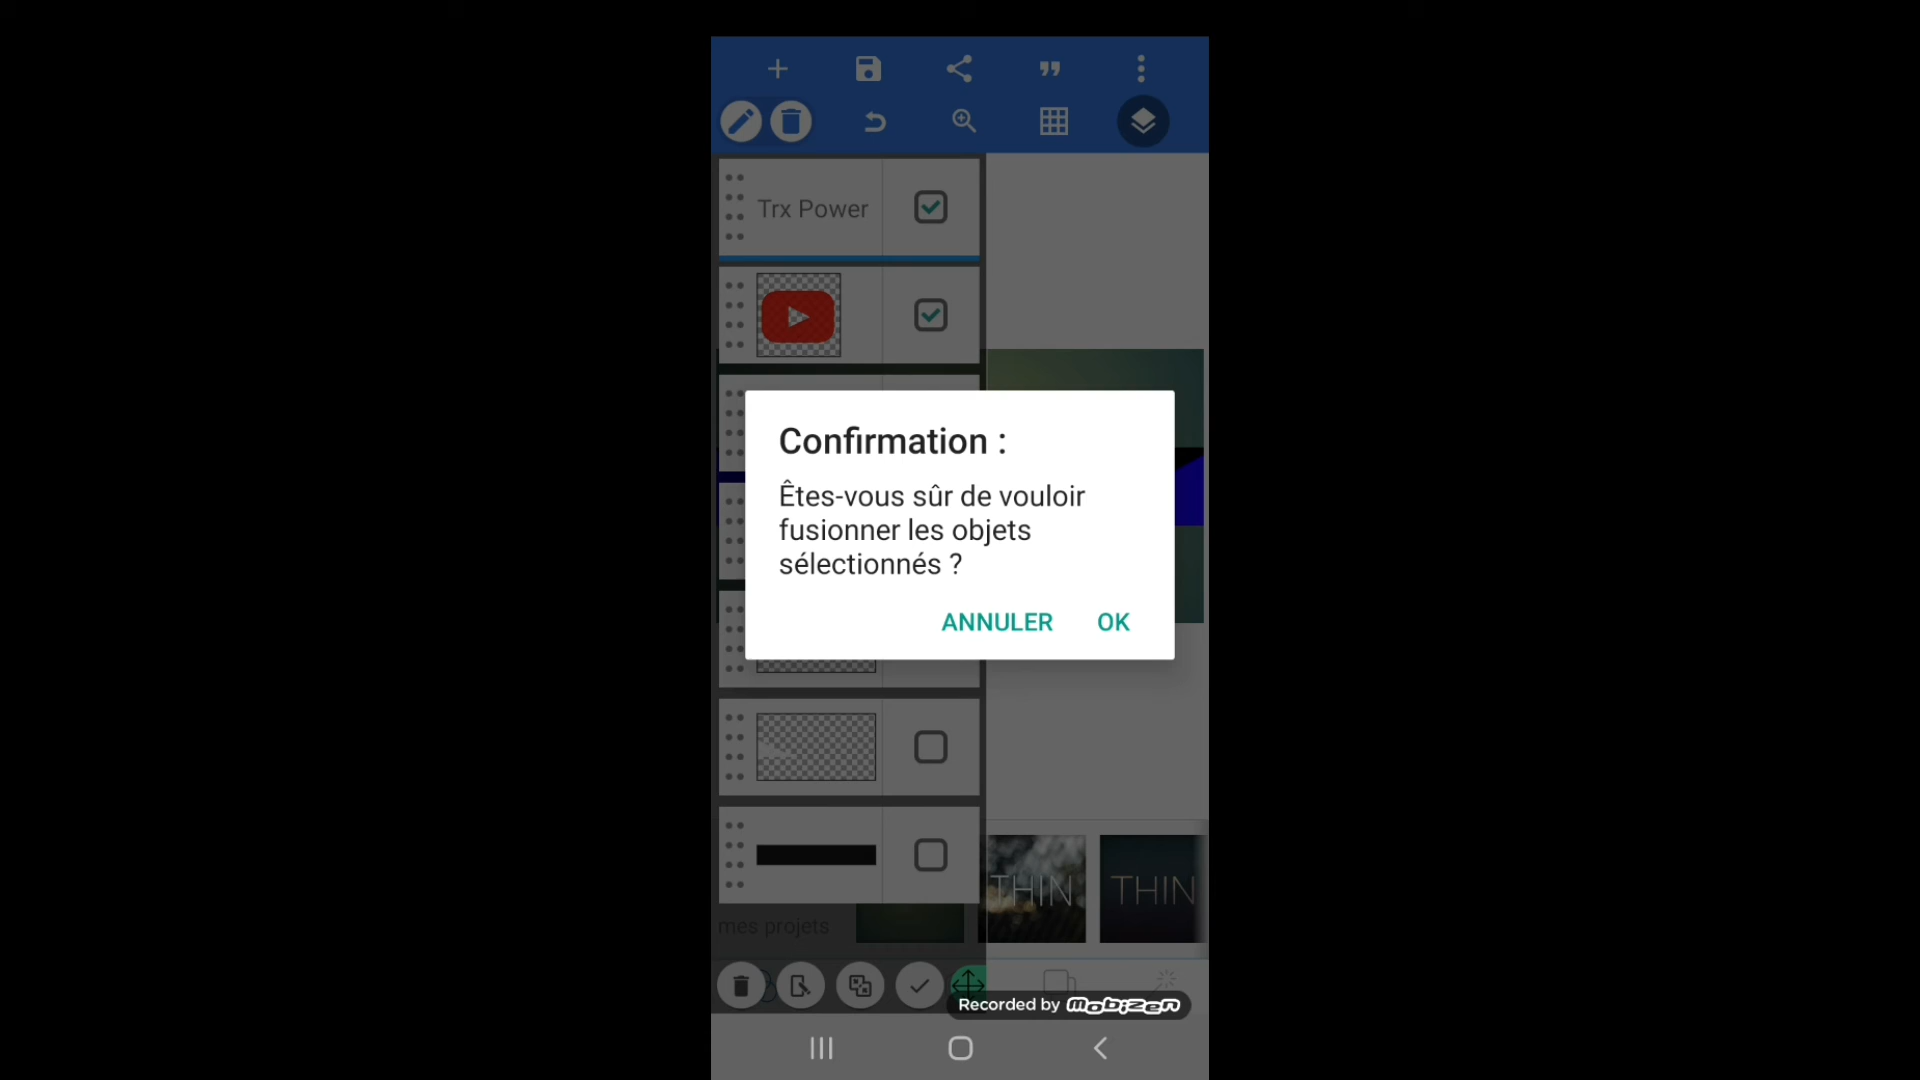 Trx Power
Confirmation :
Êtes-vous sûr de vouloir
fusionner les objets
sélectionnés ?
ANNULER OK
THIN THIN
mes projets
Recorded by mobizen